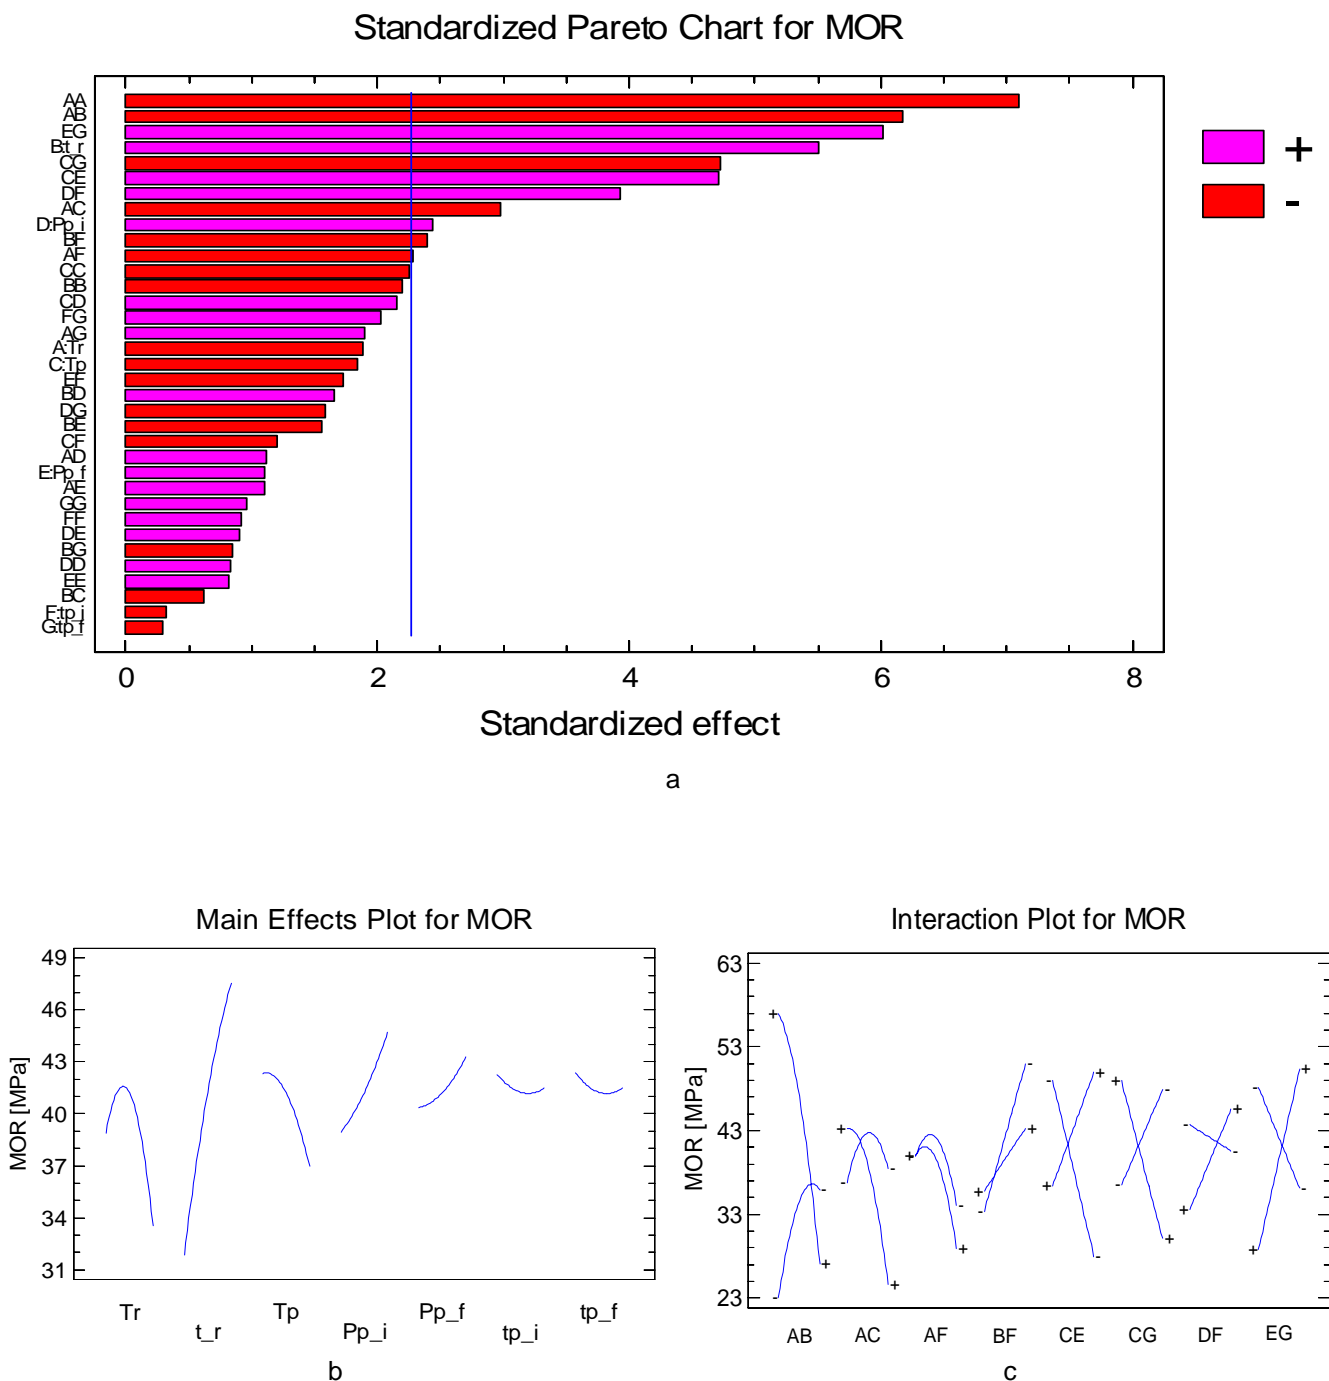 Standardized Pareto Chart for MOR
AA
AB
EG
B:t_r
CG
CE
DF
AC
D:Pp_i
BF
AF
CC
BB
CD
FG
AG
A:Tr
C:Tp
EF
BD
DG
BE
CF
AD
E:Pp_f
AE
GG
FF
DE
BG
DD
EE
BC
F:tp_i
G:tp_f
+
-
0 2 4 6 8
Standardized effect
a
Main Effects Plot for MOR
MOR [MPa]
49
46
43
40
37
34
31
Tr t_r Tp Pp_i Pp_f tp_i tp_f
b
Interaction Plot for MOR
MOR [MPa]
63
53
43
33
23
AB AC AF BF CE CG DF EG
c